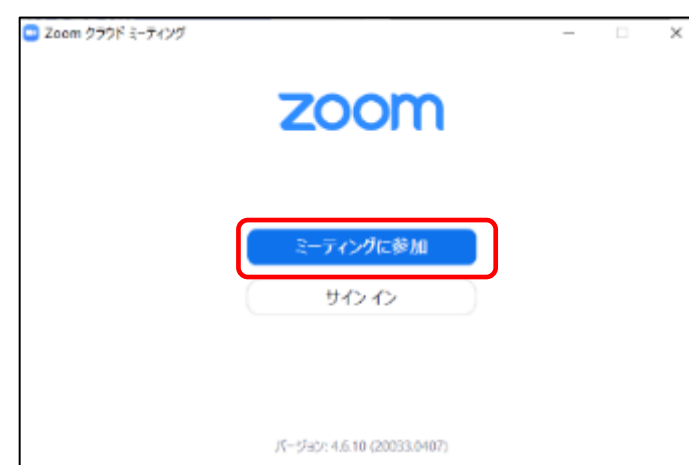 Zoom クラウド ミーティング
zoom
ミーティングに参加
サイン イン
バージョン: 4.6.10 (20033.0407)